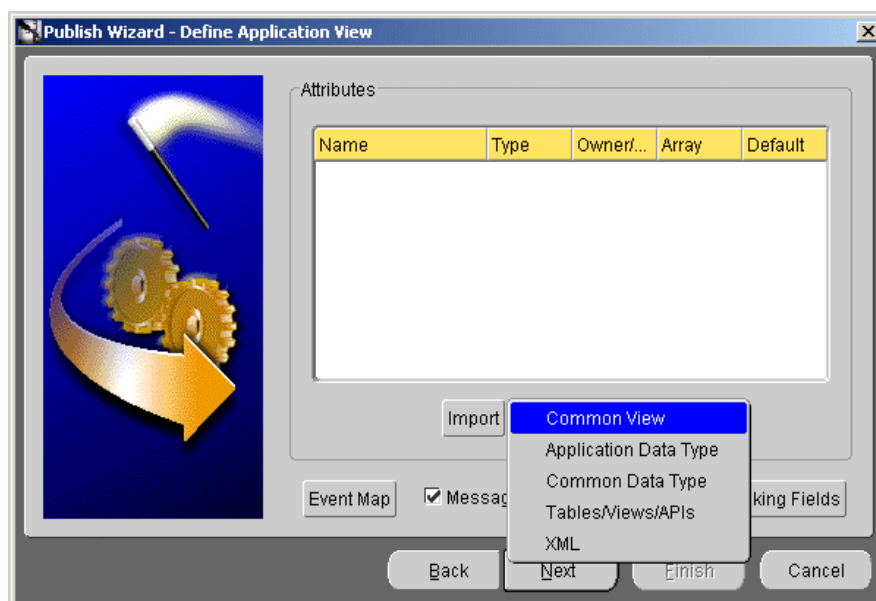 Publish Wizard - Define Application View
Attributes
Name Type Owner/... Array Default
Import
Common View
Application Data Type
Common Data Type
Tables/Views/APIs
XML
Event Map Messag king Fields
Back Next Finish Cancel